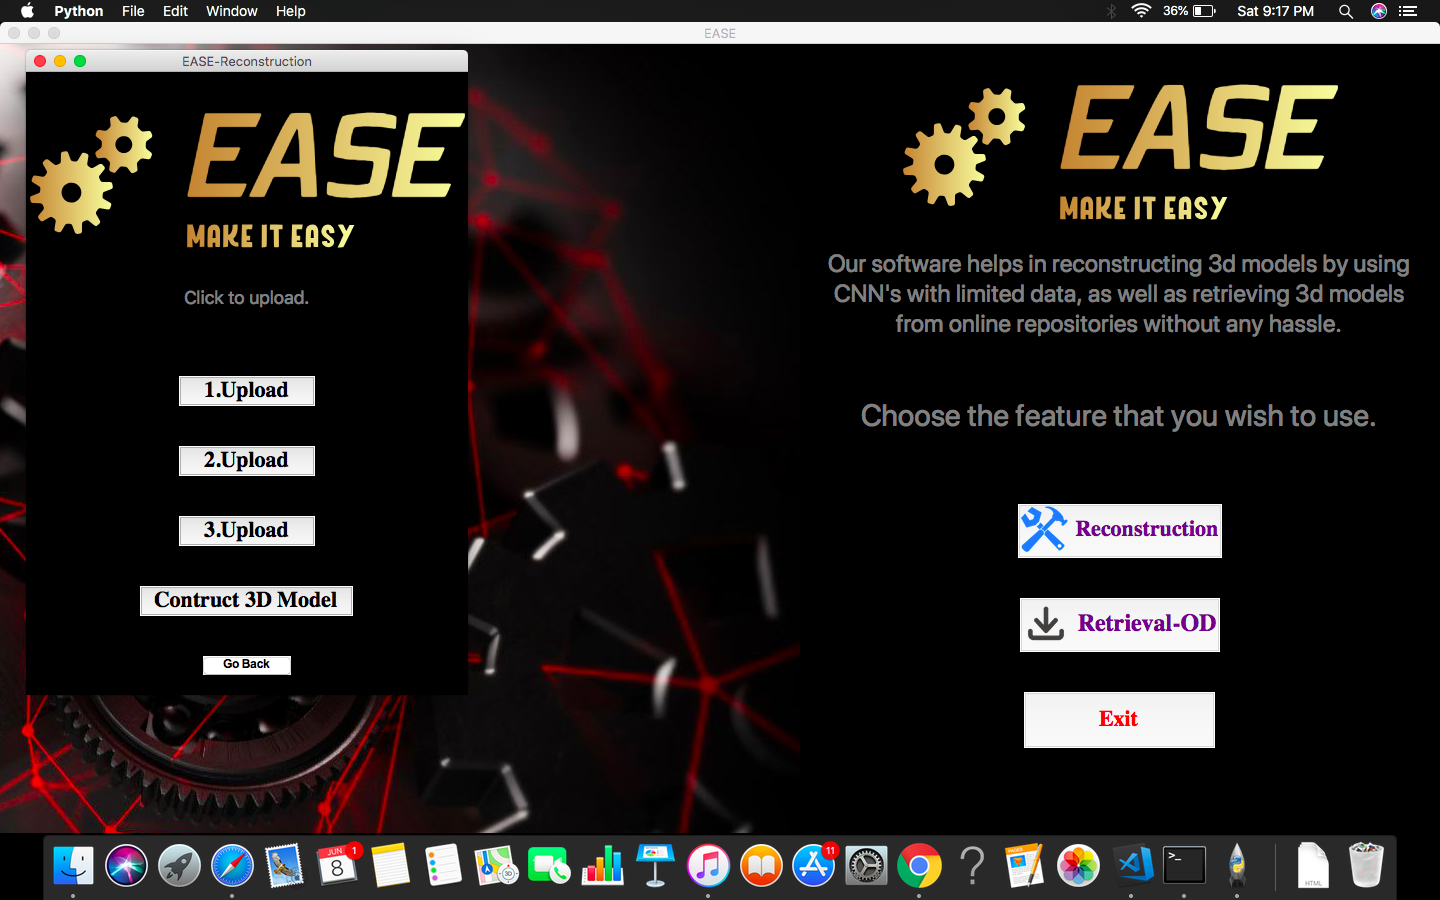 Python File Edit Window Help 36% Sat 9:17 PM
EASE
EASE-Reconstruction
EASE
MAKE IT EASY
Click to upload.
1.Upload
2.Upload
3.Upload
Contruct 3D Model
Go Back
EASE
MAKE IT EASY
Our software helps in reconstructing 3d models by using
CNN's with limited data, as well as retrieving 3d models
from online repositories without any hassle.
Choose the feature that you wish to use.
Reconstruction
Retrieval-OD
Exit
JUN
8
1
3D
11
PAGES
>_
HTML